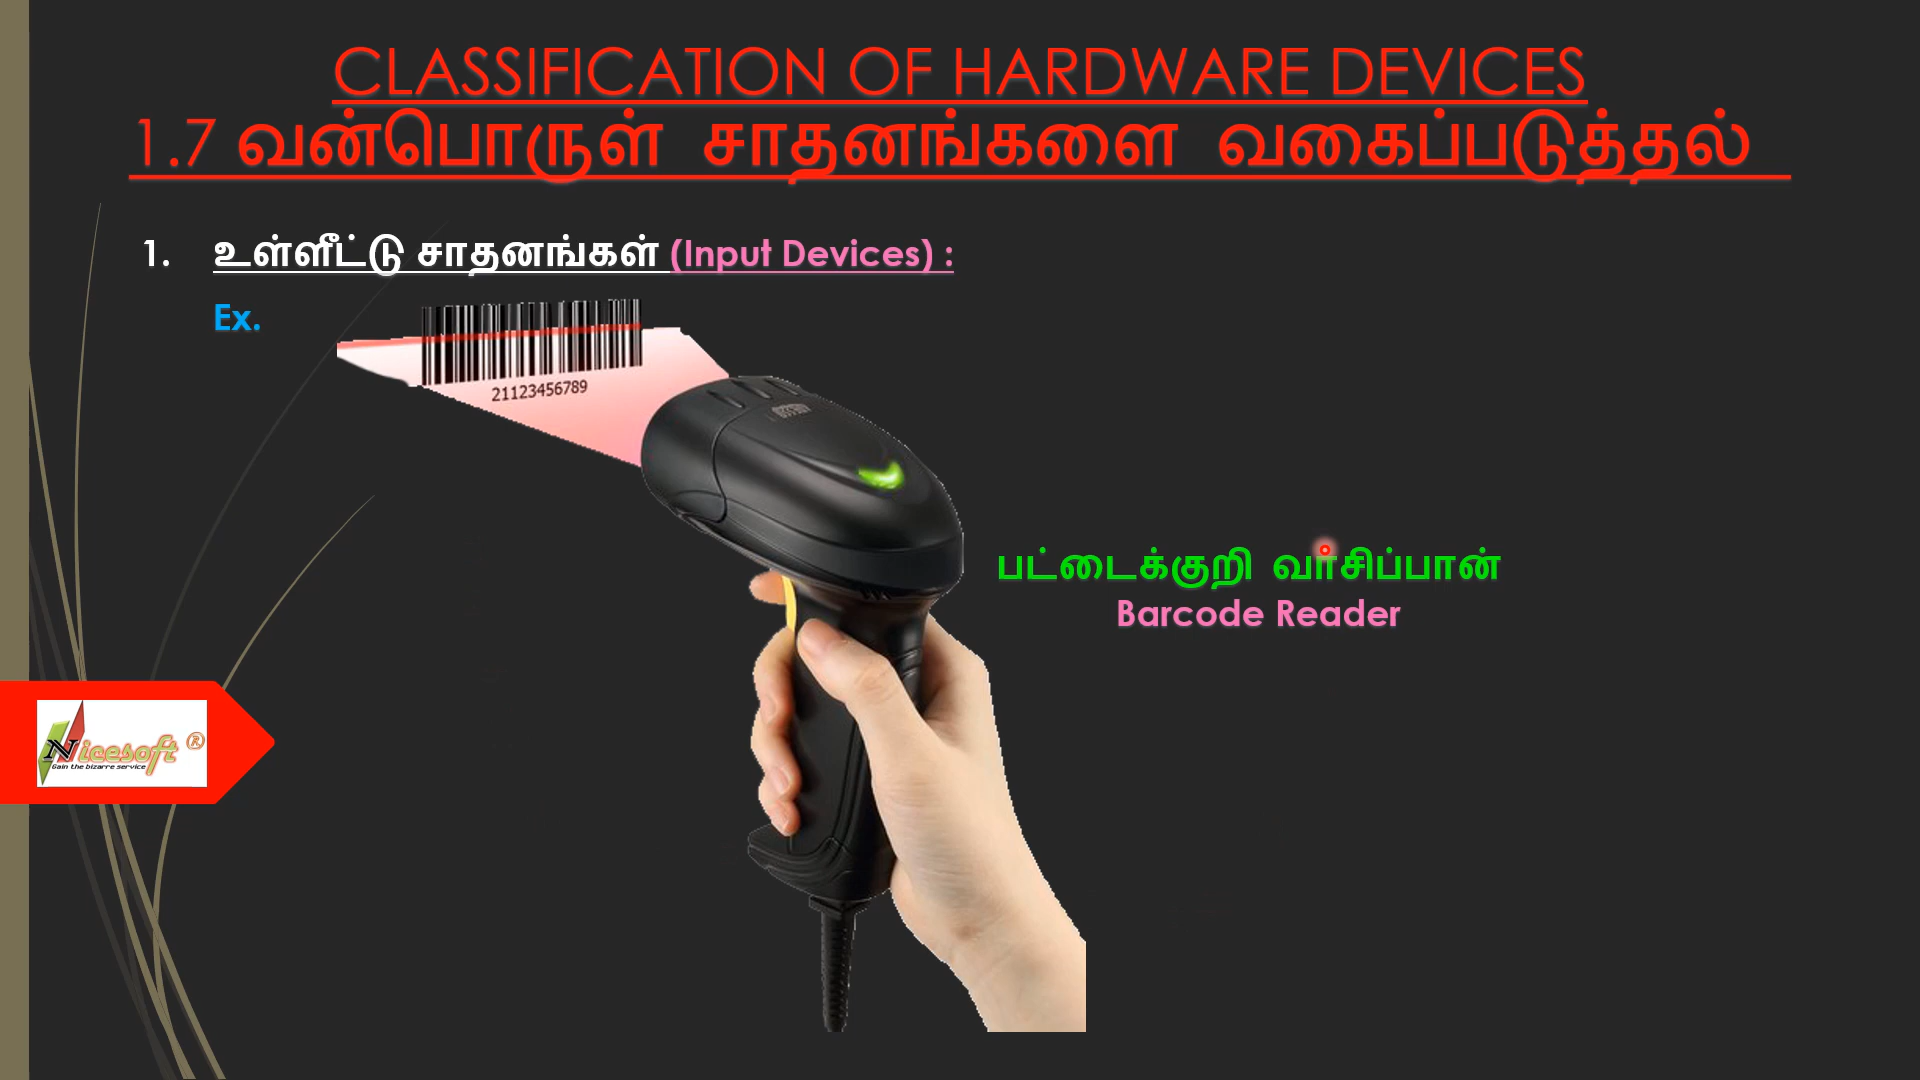 CLASSIFICATION OF HARDWARE DEVICES
1.7 வன்பொருள் சாதனங்களை வகைப்படுத்தல்
1. உள்ளீட்டு சாதனங்கள் (Input Devices) :
Ex.
21123456789
பட்டைக்குறி வாசிப்பான்
Barcode Reader
Nicesoft ®
Gain the bizarre service